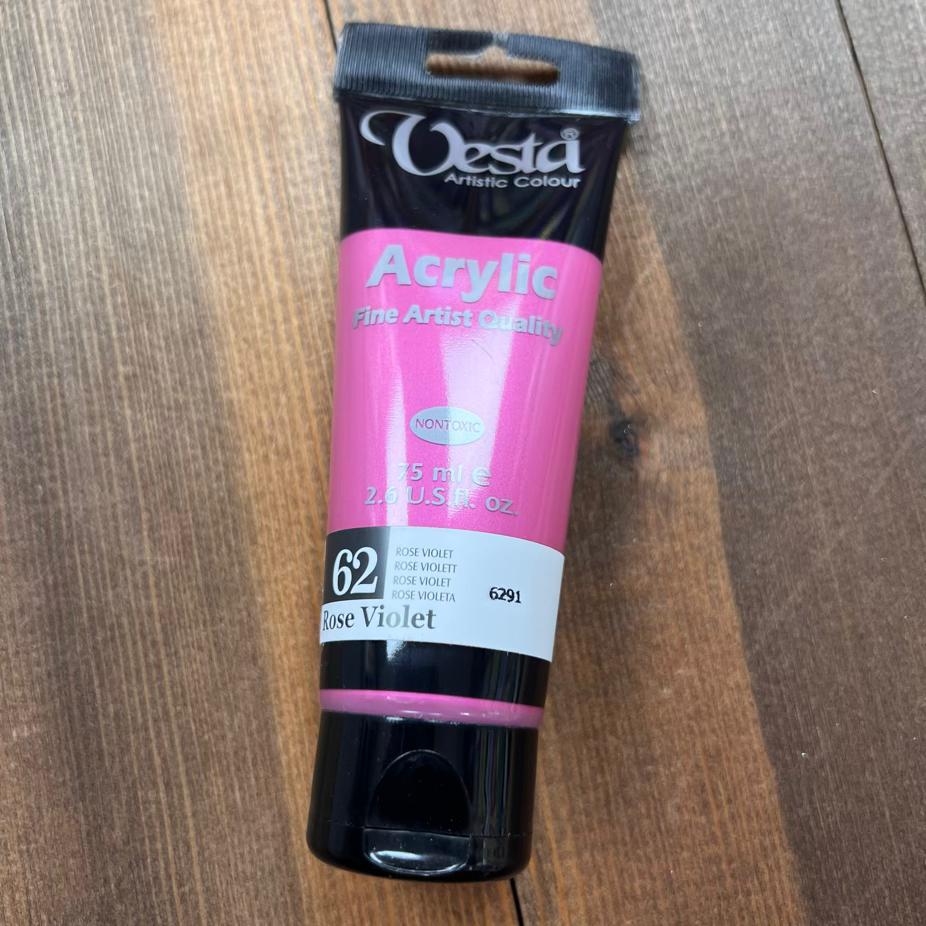 Vesta®
Artistic Colour
Acrylic
Fine Artist Quality
NONTOXIC
75 ml e
2.6 U.S.fl. oz.
62
ROSE VIOLET
ROSE VIOLETT
ROSE VIOLET
ROSE VIOLETA
6291
Rose Violet